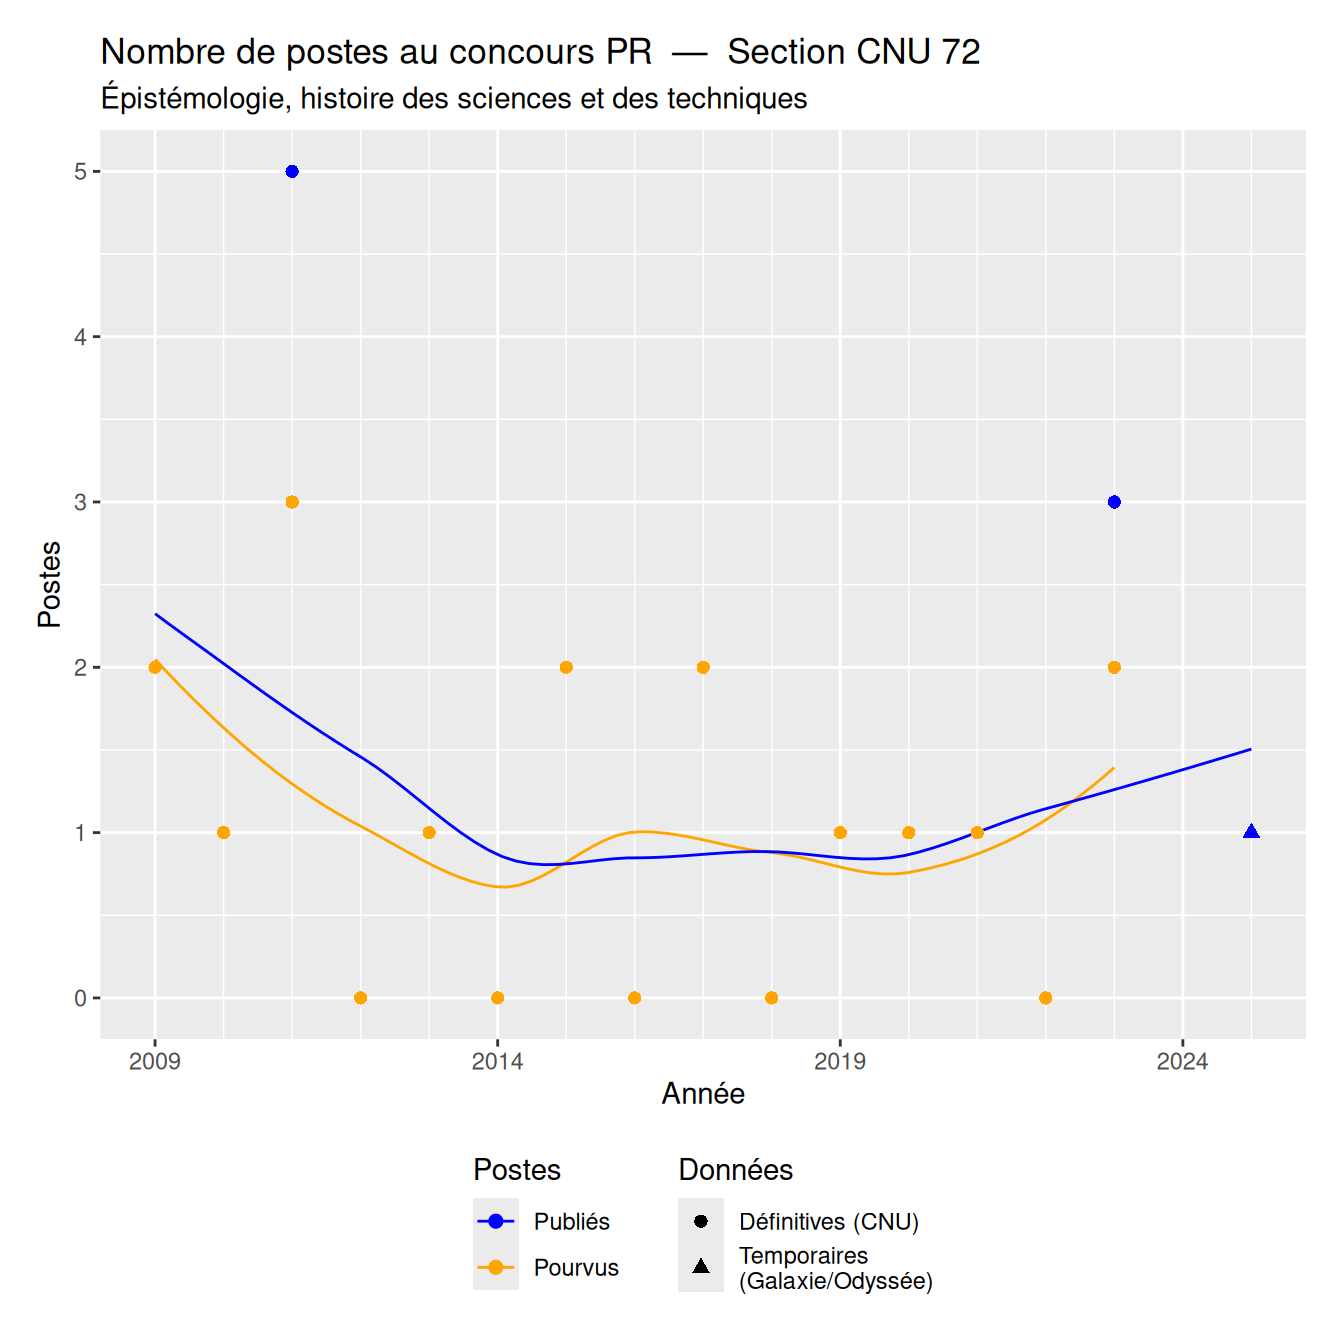 Nombre de postes au concours PR — Section CNU 72
Épistémologie, histoire des sciences et des techniques
5
4
3
2
1
0
Postes
2009 2014 2019 2024
Année
Postes
Publiés
Pourvus
Données
Définitives (CNU)
Temporaires
(Galaxie/Odyssée)